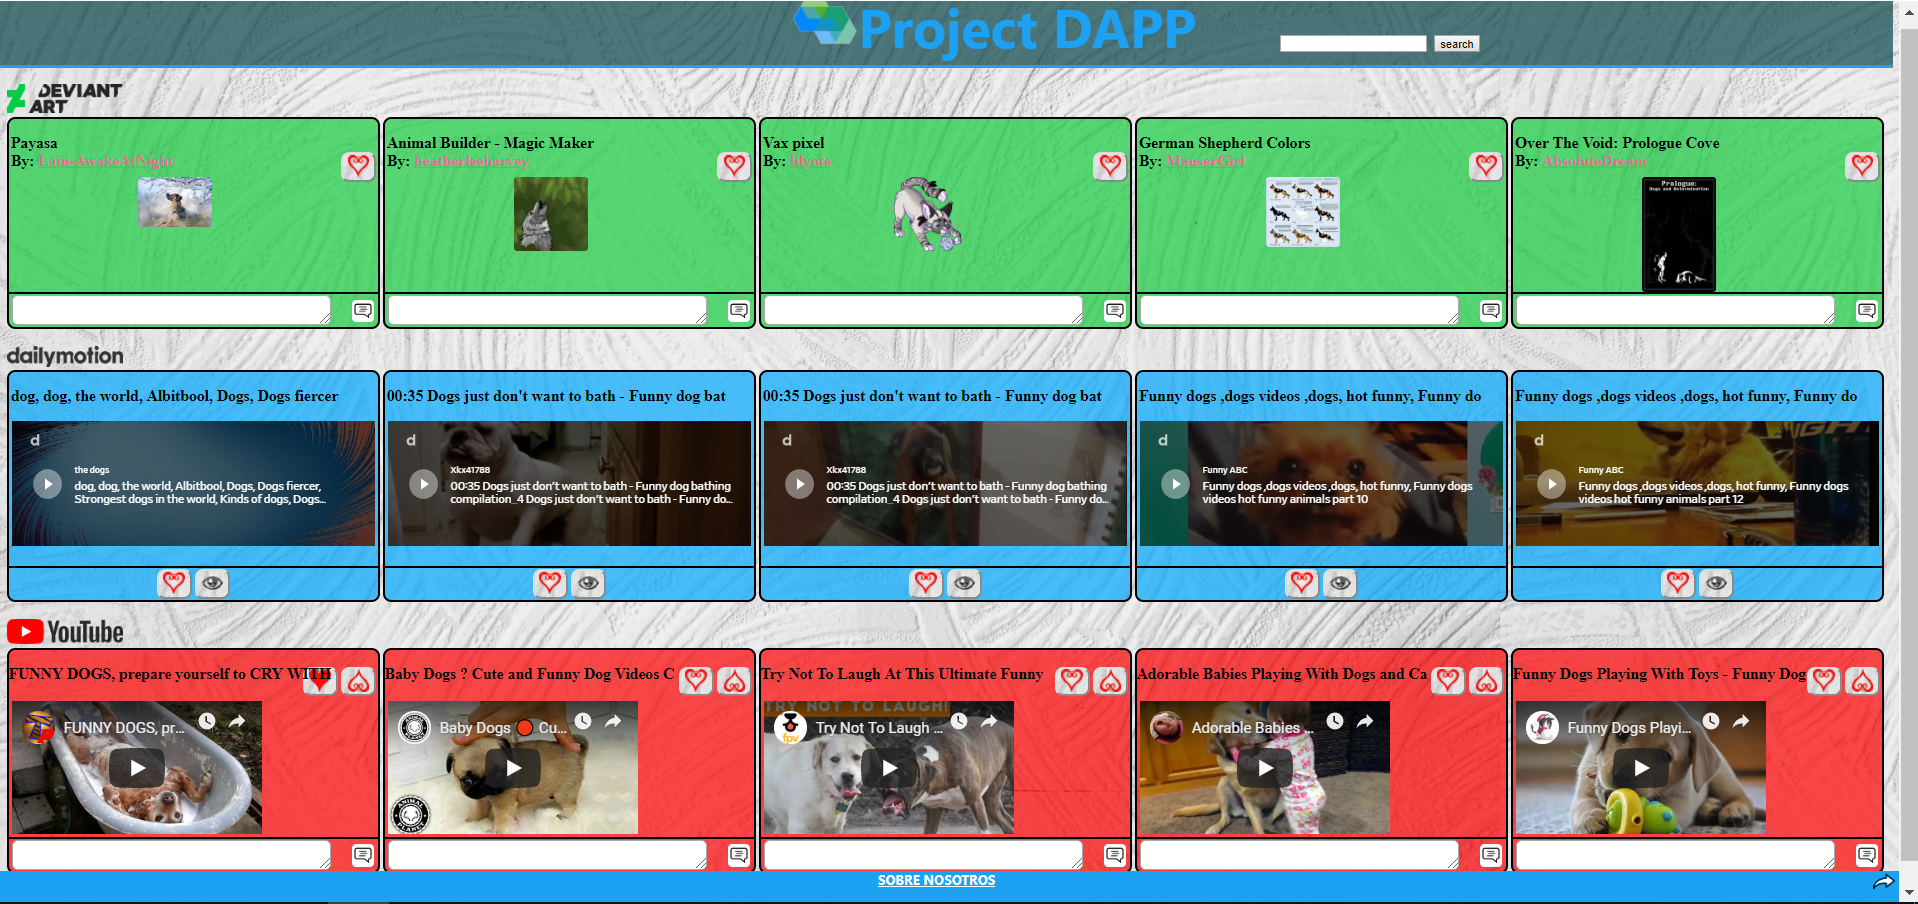 Project DAPP
search
DEVIANT
ART
Payasa
By: Lain-AwakeAtNight
Animal Builder - Magic Maker
By: heatherleeharvey
Vax pixel
By: lilyofe
German Shepherd Colors
By: MauserGirl
Over The Void: Prologue Cove
By: AbsoluteDream
Prologue:
Dogs and Determination
dailymotion
dog, dog, the world, Albitbool, Dogs, Dogs fiercer
00:35 Dogs just don't want to bath - Funny dog bat
00:35 Dogs just don't want to bath - Funny dog bat
Funny dogs ,dogs videos ,dogs, hot funny, Funny do
Funny dogs ,dogs videos ,dogs, hot funny, Funny do
d
the dogs
dog, dog, the world, Albitbool, Dogs, Dogs fiercer,
Strongest dogs in the world, Kinds of dogs, Dogs...
d
Xkx41788
00:35 Dogs just don't want to bath - Funny dog bathing
compilation_4 Dogs just don't want to bath - Funny do...
d
Xkx41788
00:35 Dogs just don't want to bath - Funny dog bathing
compilation_4 Dogs just don't want to bath - Funny do...
d
Funny ABC
Funny dogs ,dogs videos ,dogs, hot funny, Funny dogs
videos hot funny animals part 10
d
Funny ABC
Funny dogs ,dogs videos ,dogs, hot funny, Funny dogs
videos hot funny animals part 12
YouTube
FUNNY DOGS, prepare yourself to CRY WITH
Baby Dogs ? Cute and Funny Dog Videos C
Try Not To Laugh At This Ultimate Funny
Adorable Babies Playing With Dogs and Ca
Funny Dogs Playing With Toys - Funny Dog
FUNNY DOGS, pr...
Baby Dogs 🔴 Cu...
ANIMAL
PLANET
TRY NOT TO LAUGH!
fpv
Try Not To Laugh ...
Adorable Babies ...
Funny Dogs Playi...
SOBRE NOSOTROS